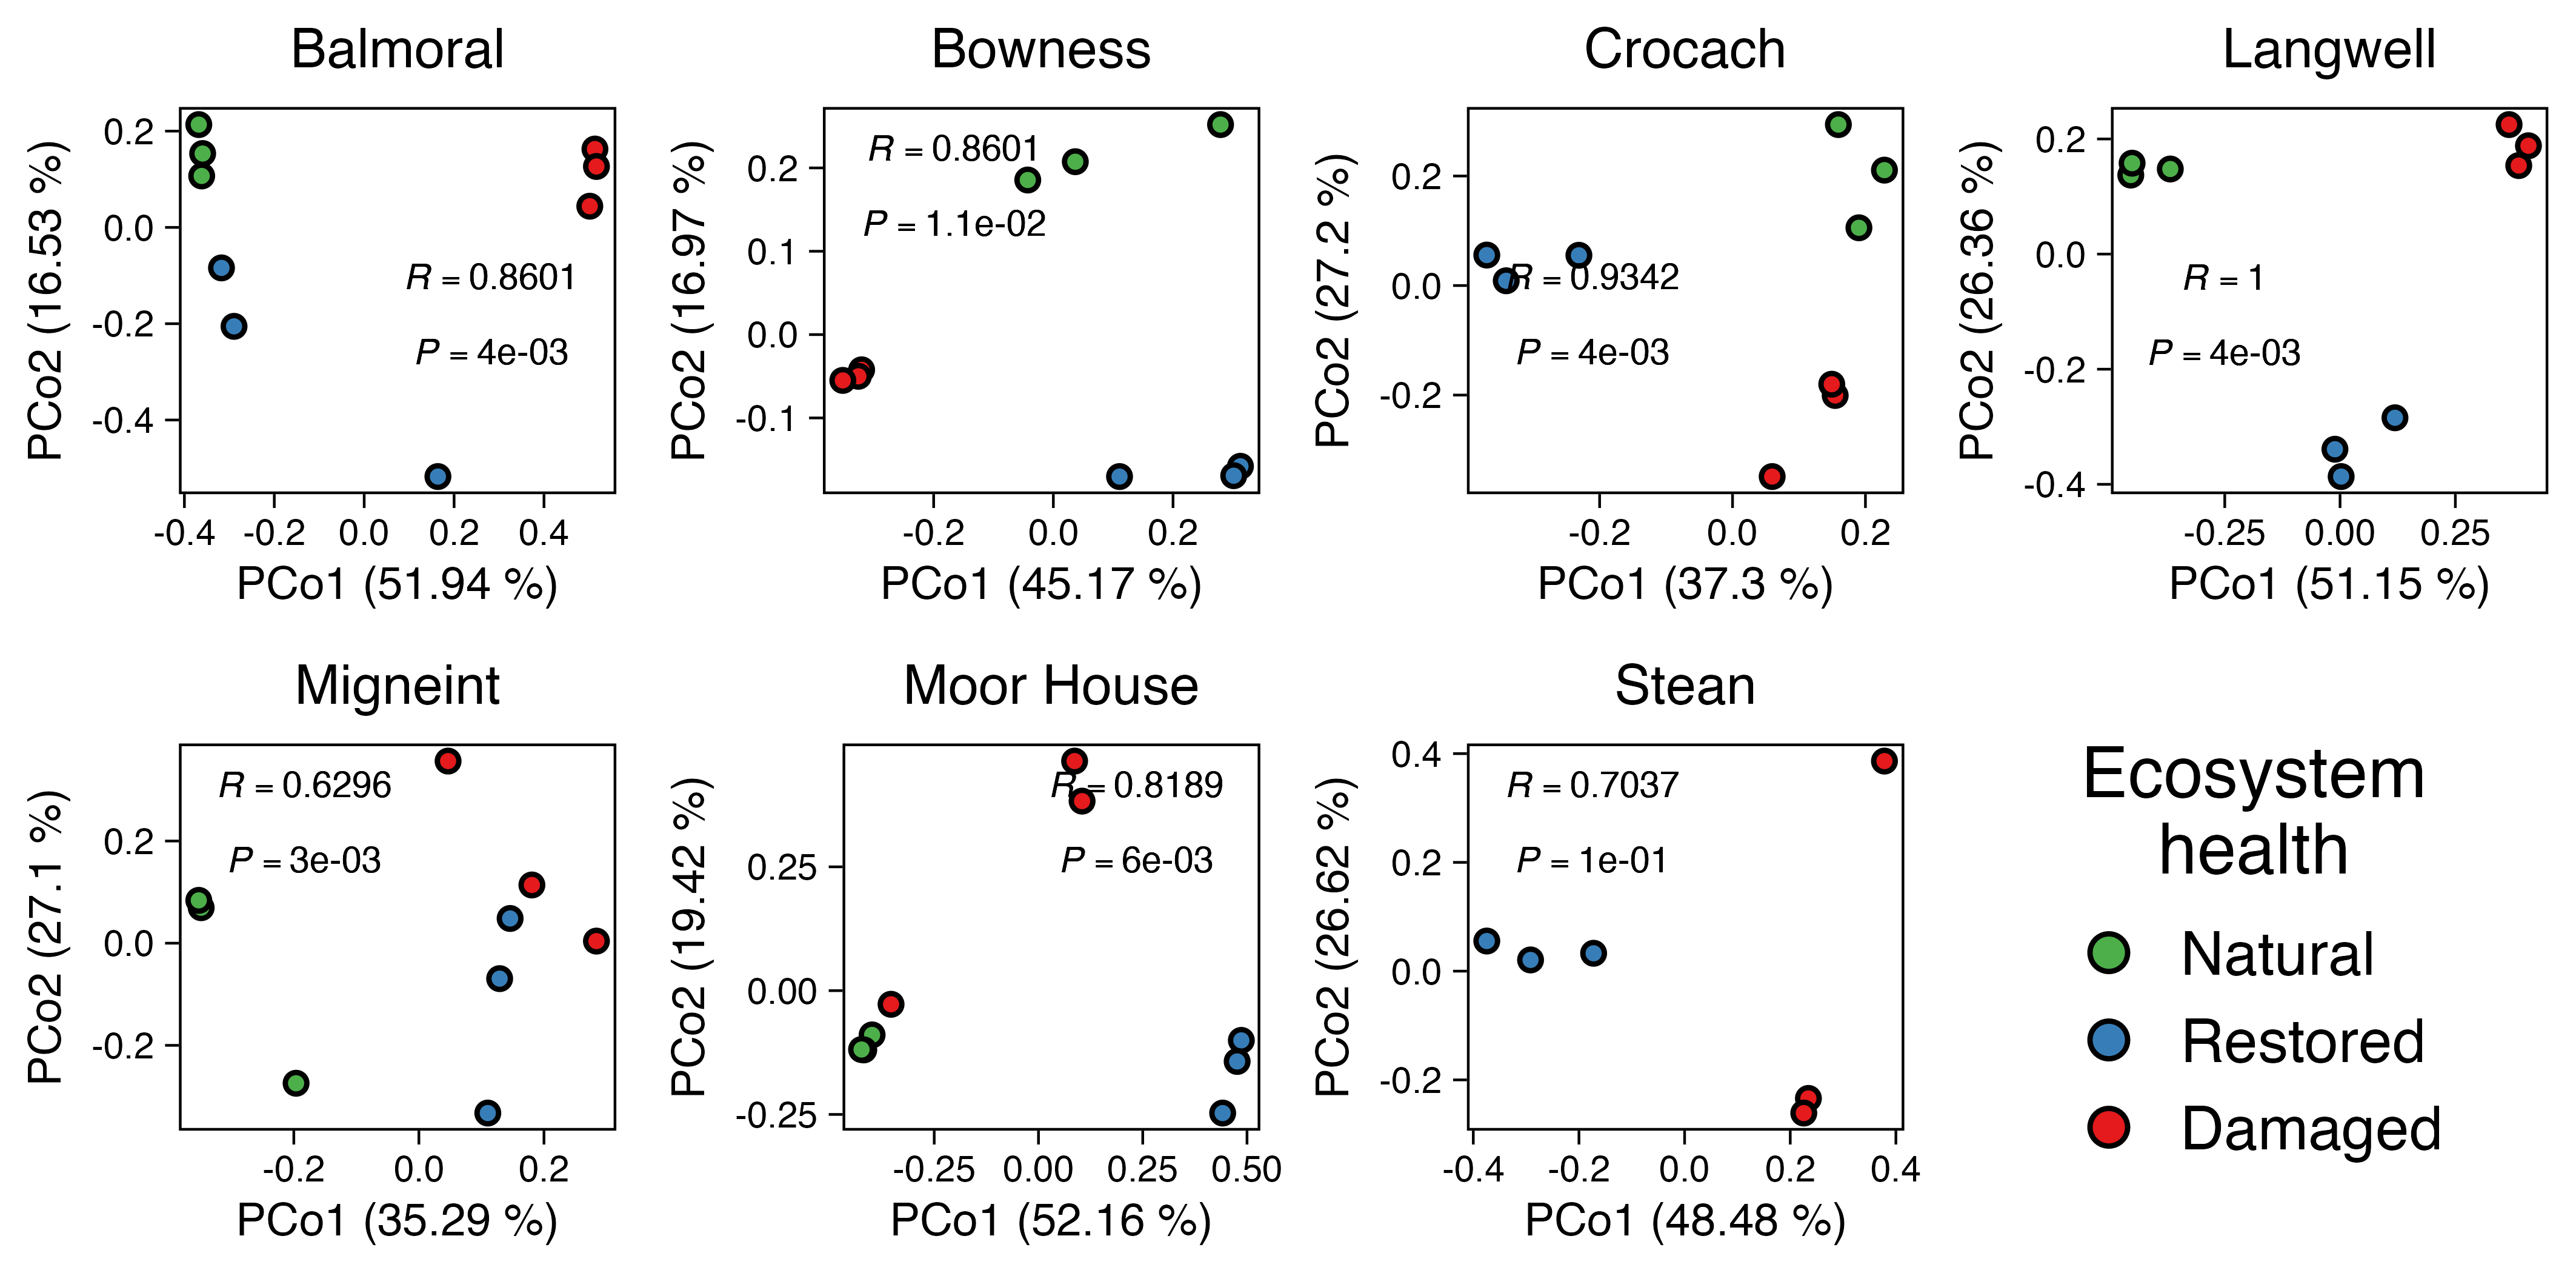 Balmoral
R = 0.8601
P = 4e-03
0.2
0.0
-0.2
-0.4
-0.4 -0.2 0.0 0.2 0.4
PCo1 (51.94 %)
PCo2 (16.53 %)
Bowness
R = 0.8601
P = 1.1e-02
0.2
0.1
0.0
-0.1
-0.2 0.0 0.2
PCo1 (45.17 %)
PCo2 (16.97 %)
Crocach
R = 0.9342
P = 4e-03
0.2
0.0
-0.2
-0.2 0.0 0.2
PCo1 (37.3 %)
PCo2 (27.2 %)
Langwell
R = 1
P = 4e-03
0.2
0.0
-0.2
-0.4
-0.25 0.00 0.25
PCo1 (51.15 %)
PCo2 (26.36 %)
Migneint
R = 0.6296
P = 3e-03
0.2
0.0
-0.2
-0.2 0.0 0.2
PCo1 (35.29 %)
PCo2 (27.1 %)
Moor House
R = 0.8189
P = 6e-03
0.25
0.00
-0.25
-0.25 0.00 0.25 0.50
PCo1 (52.16 %)
PCo2 (19.42 %)
Stean
R = 0.7037
P = 1e-01
0.4
0.2
0.0
-0.2
-0.4 -0.2 0.0 0.2 0.4
PCo1 (48.48 %)
PCo2 (26.62 %)
Ecosystem
health
Natural
Restored
Damaged